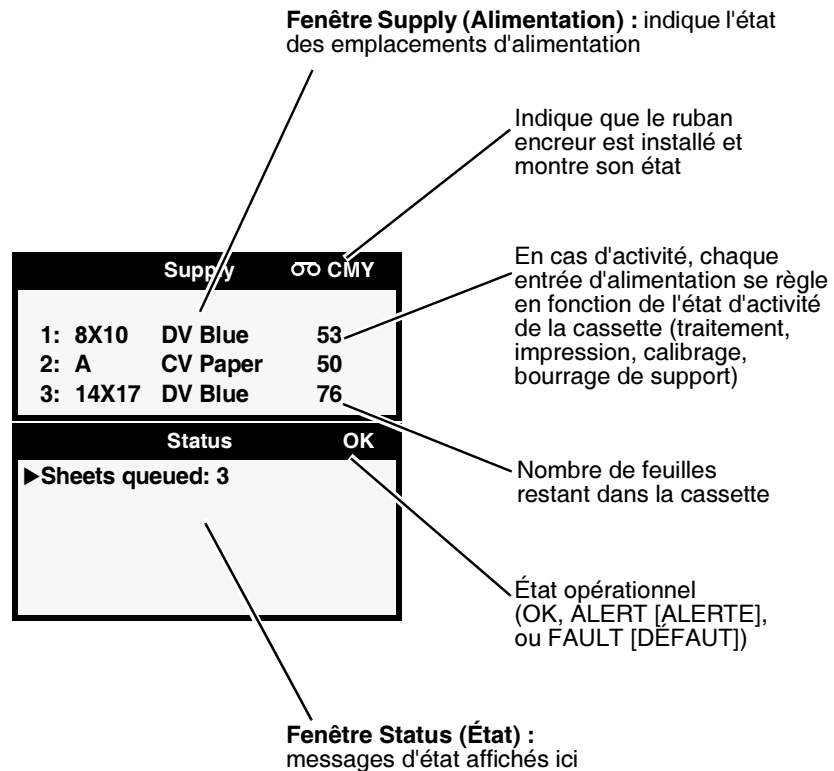 Fenêtre Supply (Alimentation) : indique l'état
des emplacements d'alimentation
Indique que le ruban
encreur est installé et
montre son état
Supply CMY
En cas d'activité, chaque
entrée d'alimentation se règle
en fonction de l'état d'activité
de la cassette (traitement,
impression, calibrage,
bourrage de support)
1: 8X10 DV Blue 53
2: A CV Paper 50
3: 14X17 DV Blue 76
Status OK
▶Sheets queued: 3
Nombre de feuilles
restant dans la cassette
État opérationnel
(OK, ALERT [ALERTE],
ou FAULT [DÉFAUT])
Fenêtre Status (État) :
messages d'état affichés ici